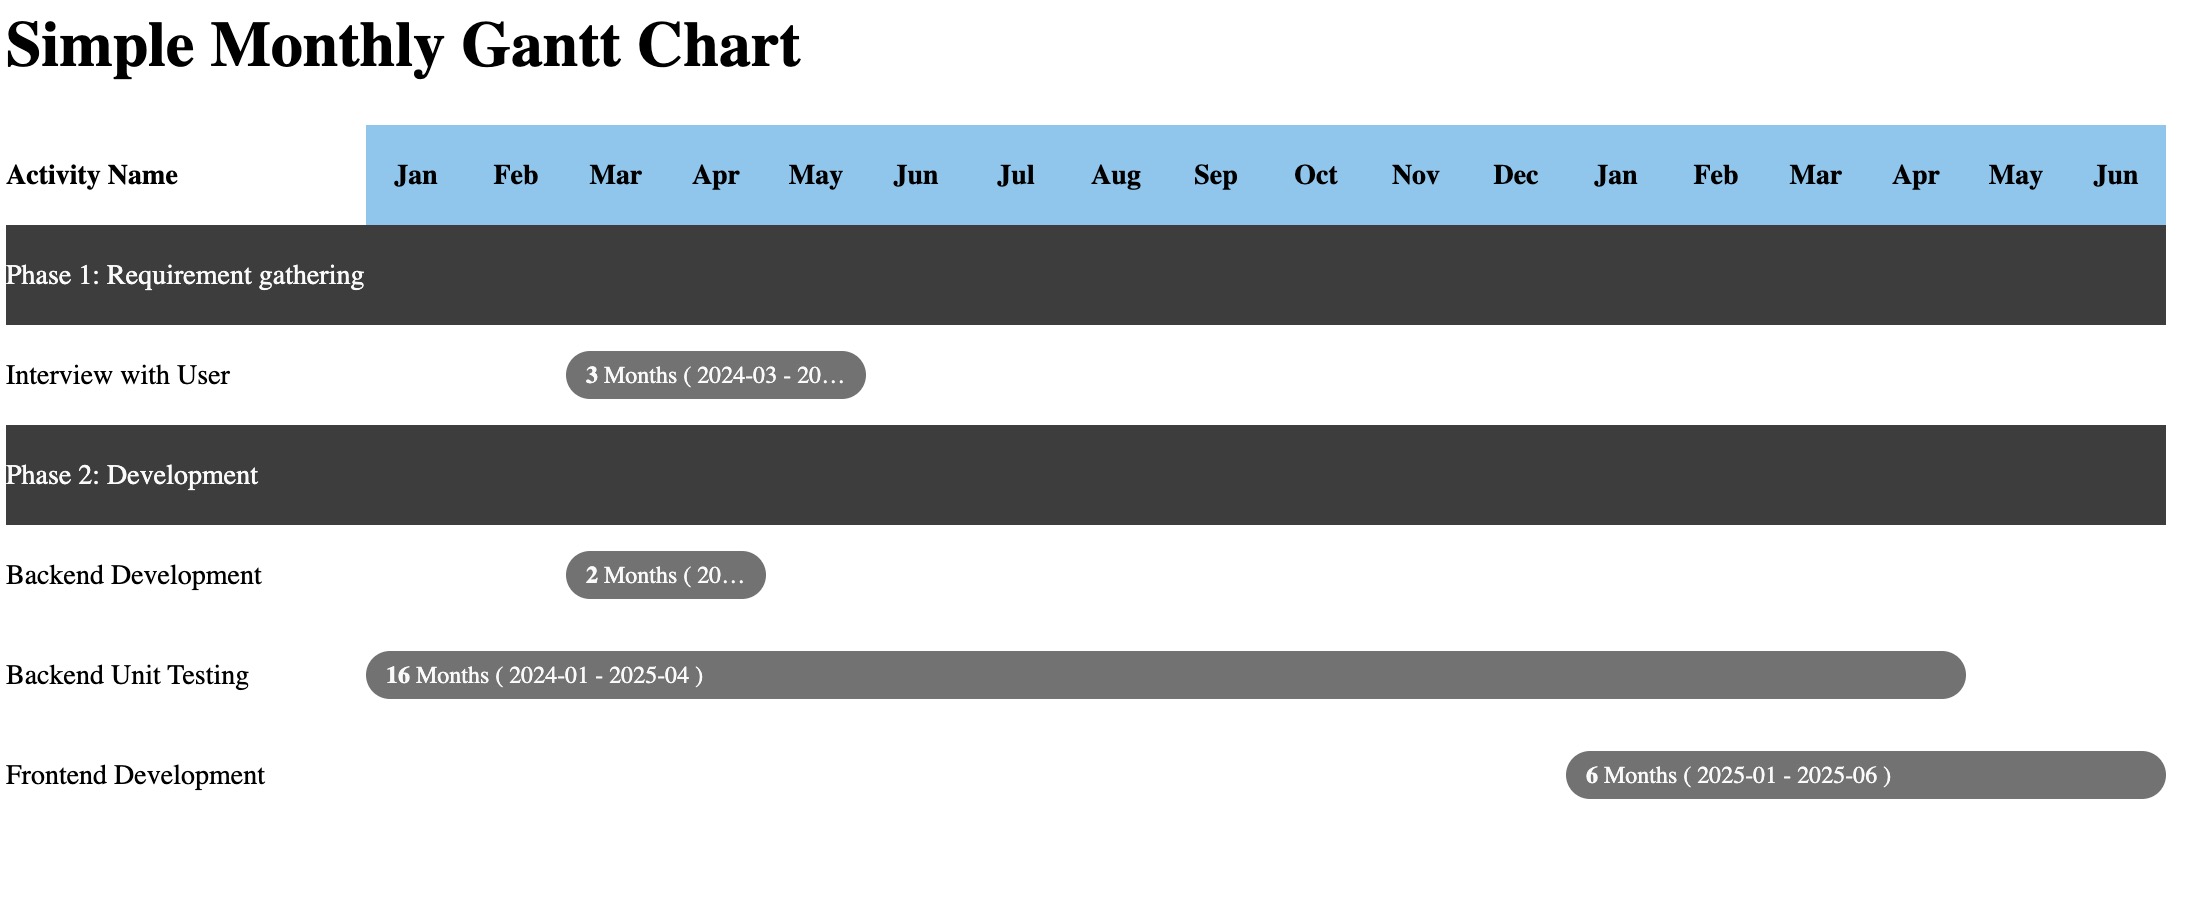 Simple Monthly Gantt Chart
Activity Name Jan Feb Mar Apr May Jun Jul Aug Sep Oct Nov Dec Jan Feb Mar Apr May Jun
Phase 1: Requirement gathering
Interview with User 3 Months ( 2024-03 - 20…
Phase 2: Development
Backend Development 2 Months ( 20…
Backend Unit Testing 16 Months ( 2024-01 - 2025-04 )
Frontend Development 6 Months ( 2025-01 - 2025-06 )